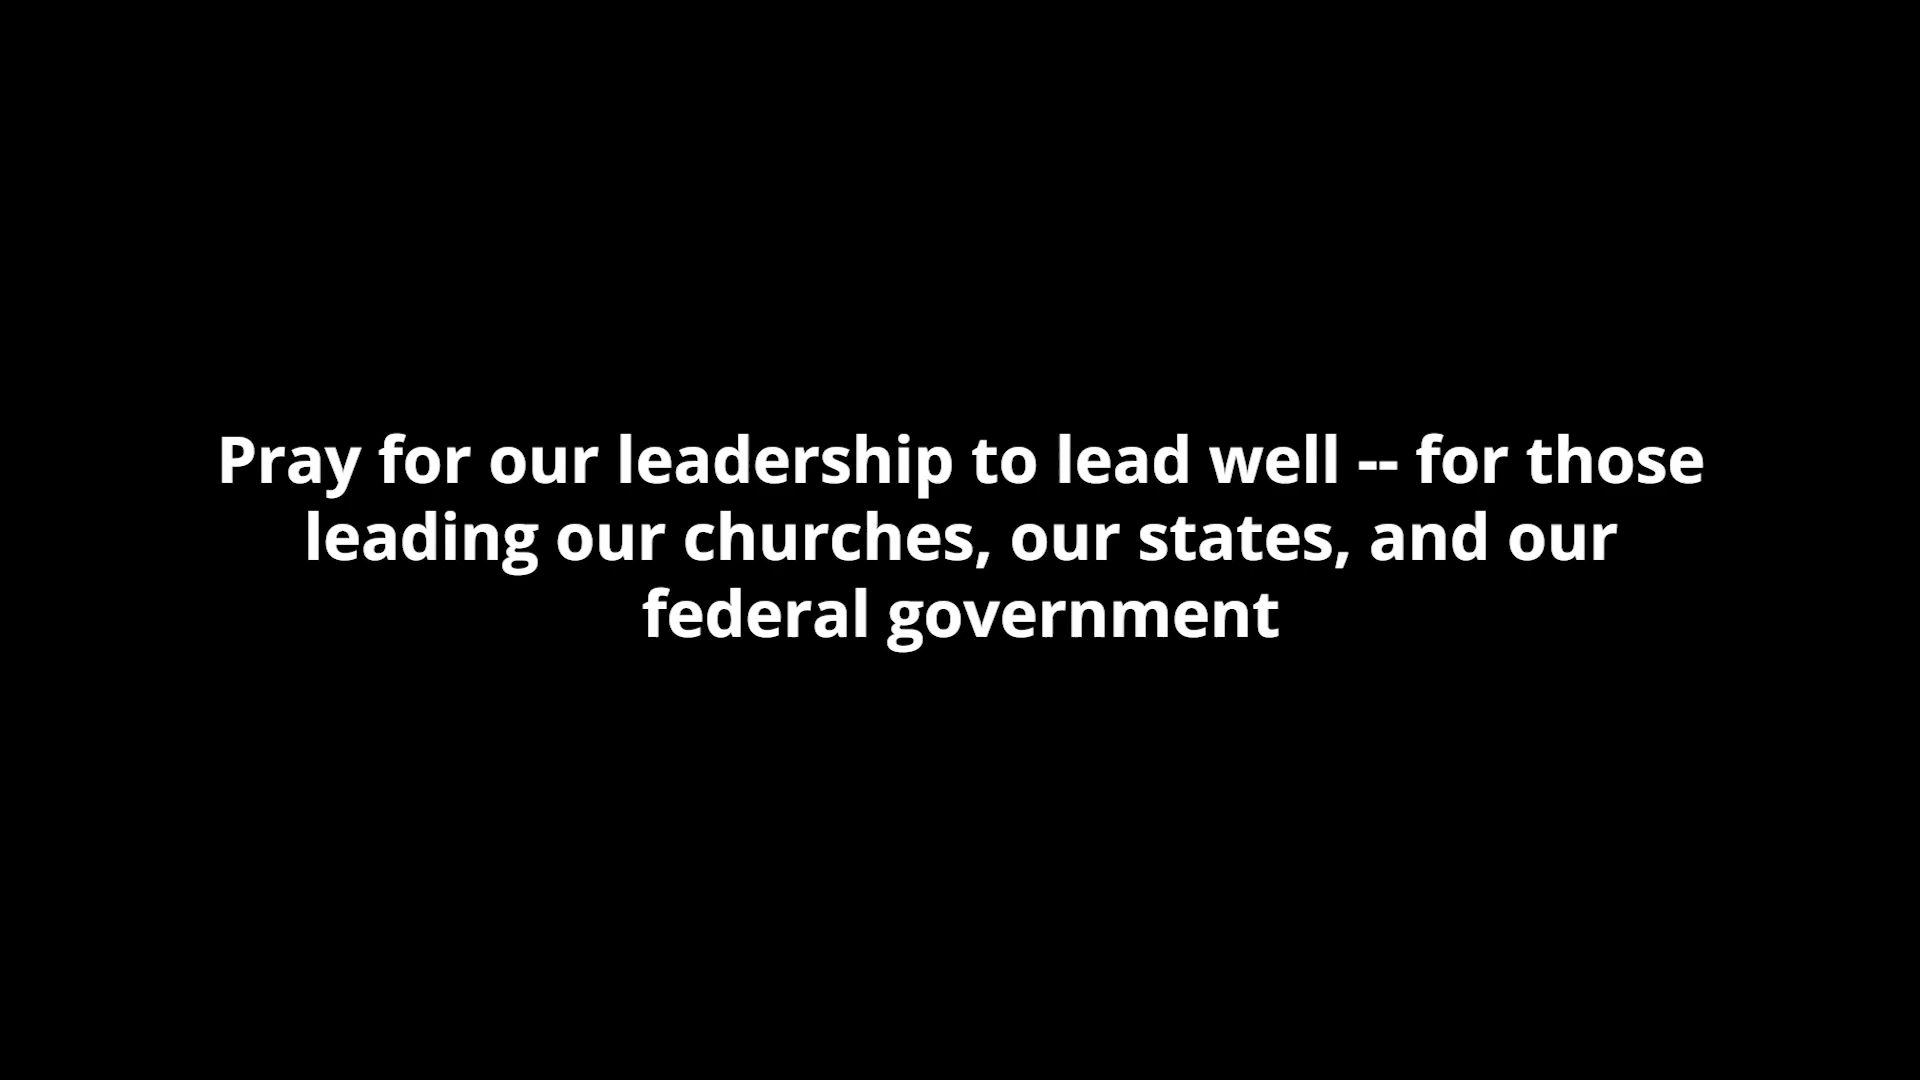 Pray for our leadership to lead well -- for those
leading our churches, our states, and our
federal government